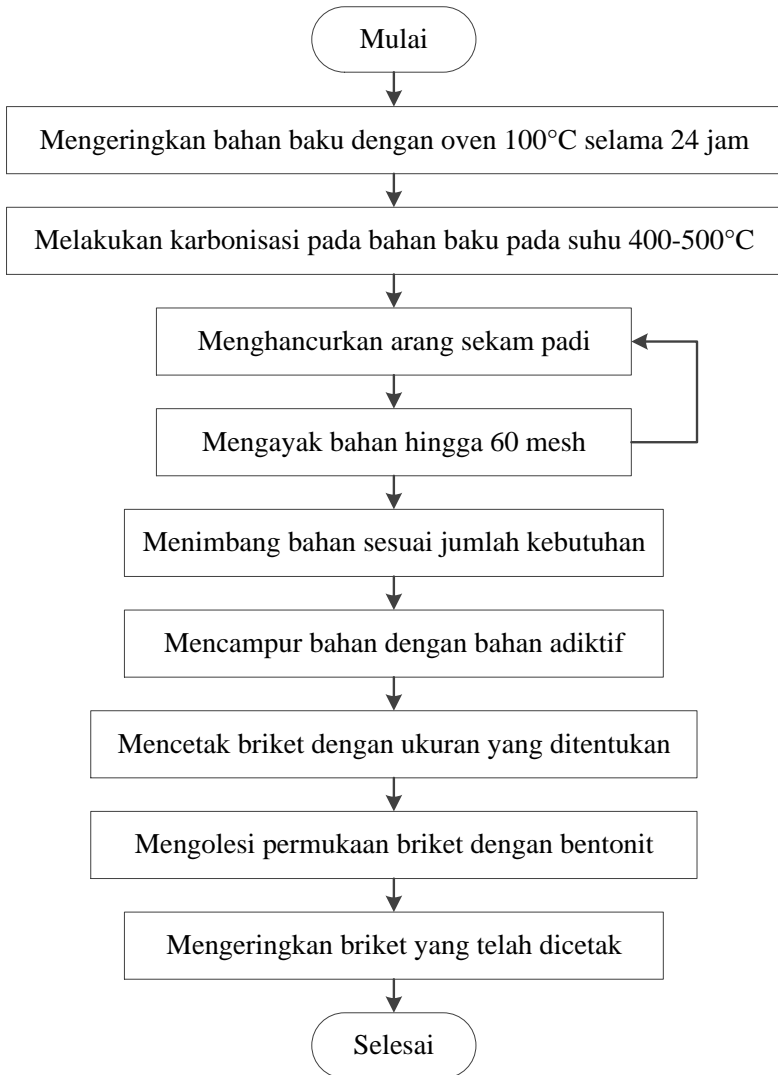 Mulai
Mengeringkan bahan baku dengan oven 100°C selama 24 jam
Melakukan karbonisasi pada bahan baku pada suhu 400-500°C
Menghancurkan arang sekam padi
Mengayak bahan hingga 60 mesh
Menimbang bahan sesuai jumlah kebutuhan
Mencampur bahan dengan bahan adiktif
Mencetak briket dengan ukuran yang ditentukan
Mengolesi permukaan briket dengan bentonit
Mengeringkan briket yang telah dicetak
Selesai